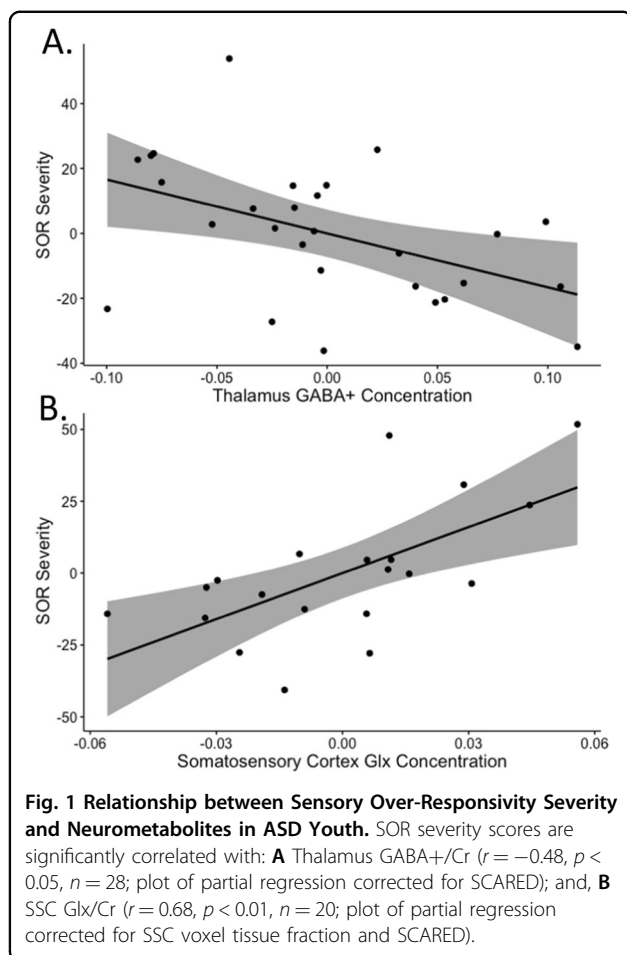 A.
SOR Severity
40
20
0
-20
-40
-0.10 -0.05 0.00 0.05 0.10
Thalamus GABA+ Concentration
B.
SOR Severity
50
25
0
-25
-50
-0.06 -0.03 0.00 0.03 0.06
Somatosensory Cortex Glx Concentration
Fig. 1 Relationship between Sensory Over-Responsivity Severity
and Neurometabolites in ASD Youth. SOR severity scores are
significantly correlated with: A Thalamus GABA+/Cr (r = −0.48, p <
0.05, n = 28; plot of partial regression corrected for SCARED); and, B
SSC Glx/Cr (r = 0.68, p < 0.01, n = 20; plot of partial regression
corrected for SSC voxel tissue fraction and SCARED).